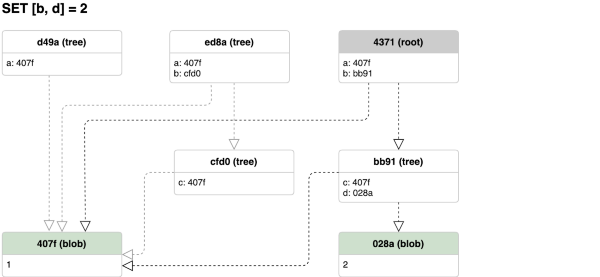 SET [b, d] = 2
d49a (tree)
a: 407f
ed8a (tree)
a: 407f
b: cfd0
4371 (root)
a: 407f
b: bb91
cfd0 (tree)
c: 407f
bb91 (tree)
c: 407f
d: 028a
407f (blob)
1
028a (blob)
2